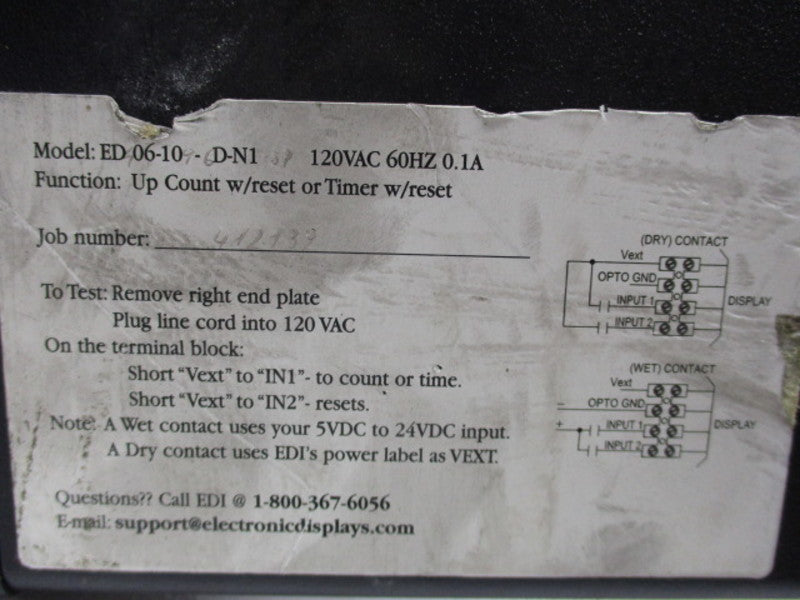 Model: ED 06-10 - D-N1 120VAC 60HZ 0.1A
Function: Up Count w/reset or Timer w/reset
Job number:
To Test: Remove right end plate
Plug line cord into 120 VAC
On the terminal block:
Short “Vext” to “IN1”- to count or time.
Short “Vext” to “IN2”- resets.
Note: A Wet contact uses your 5VDC to 24VDC input.
A Dry contact uses EDI's power label as VEXT.
Questions?? Call EDI @ 1-800-367-6056
E-mail: support@electronicdisplays.com
(DRY) CONTACT
Vext
OPTO GND
INPUT 1
DISPLAY
INPUT 2
(WET) CONTACT
Vext
- OPTO GND
+ INPUT 1
DISPLAY
INPUT 2